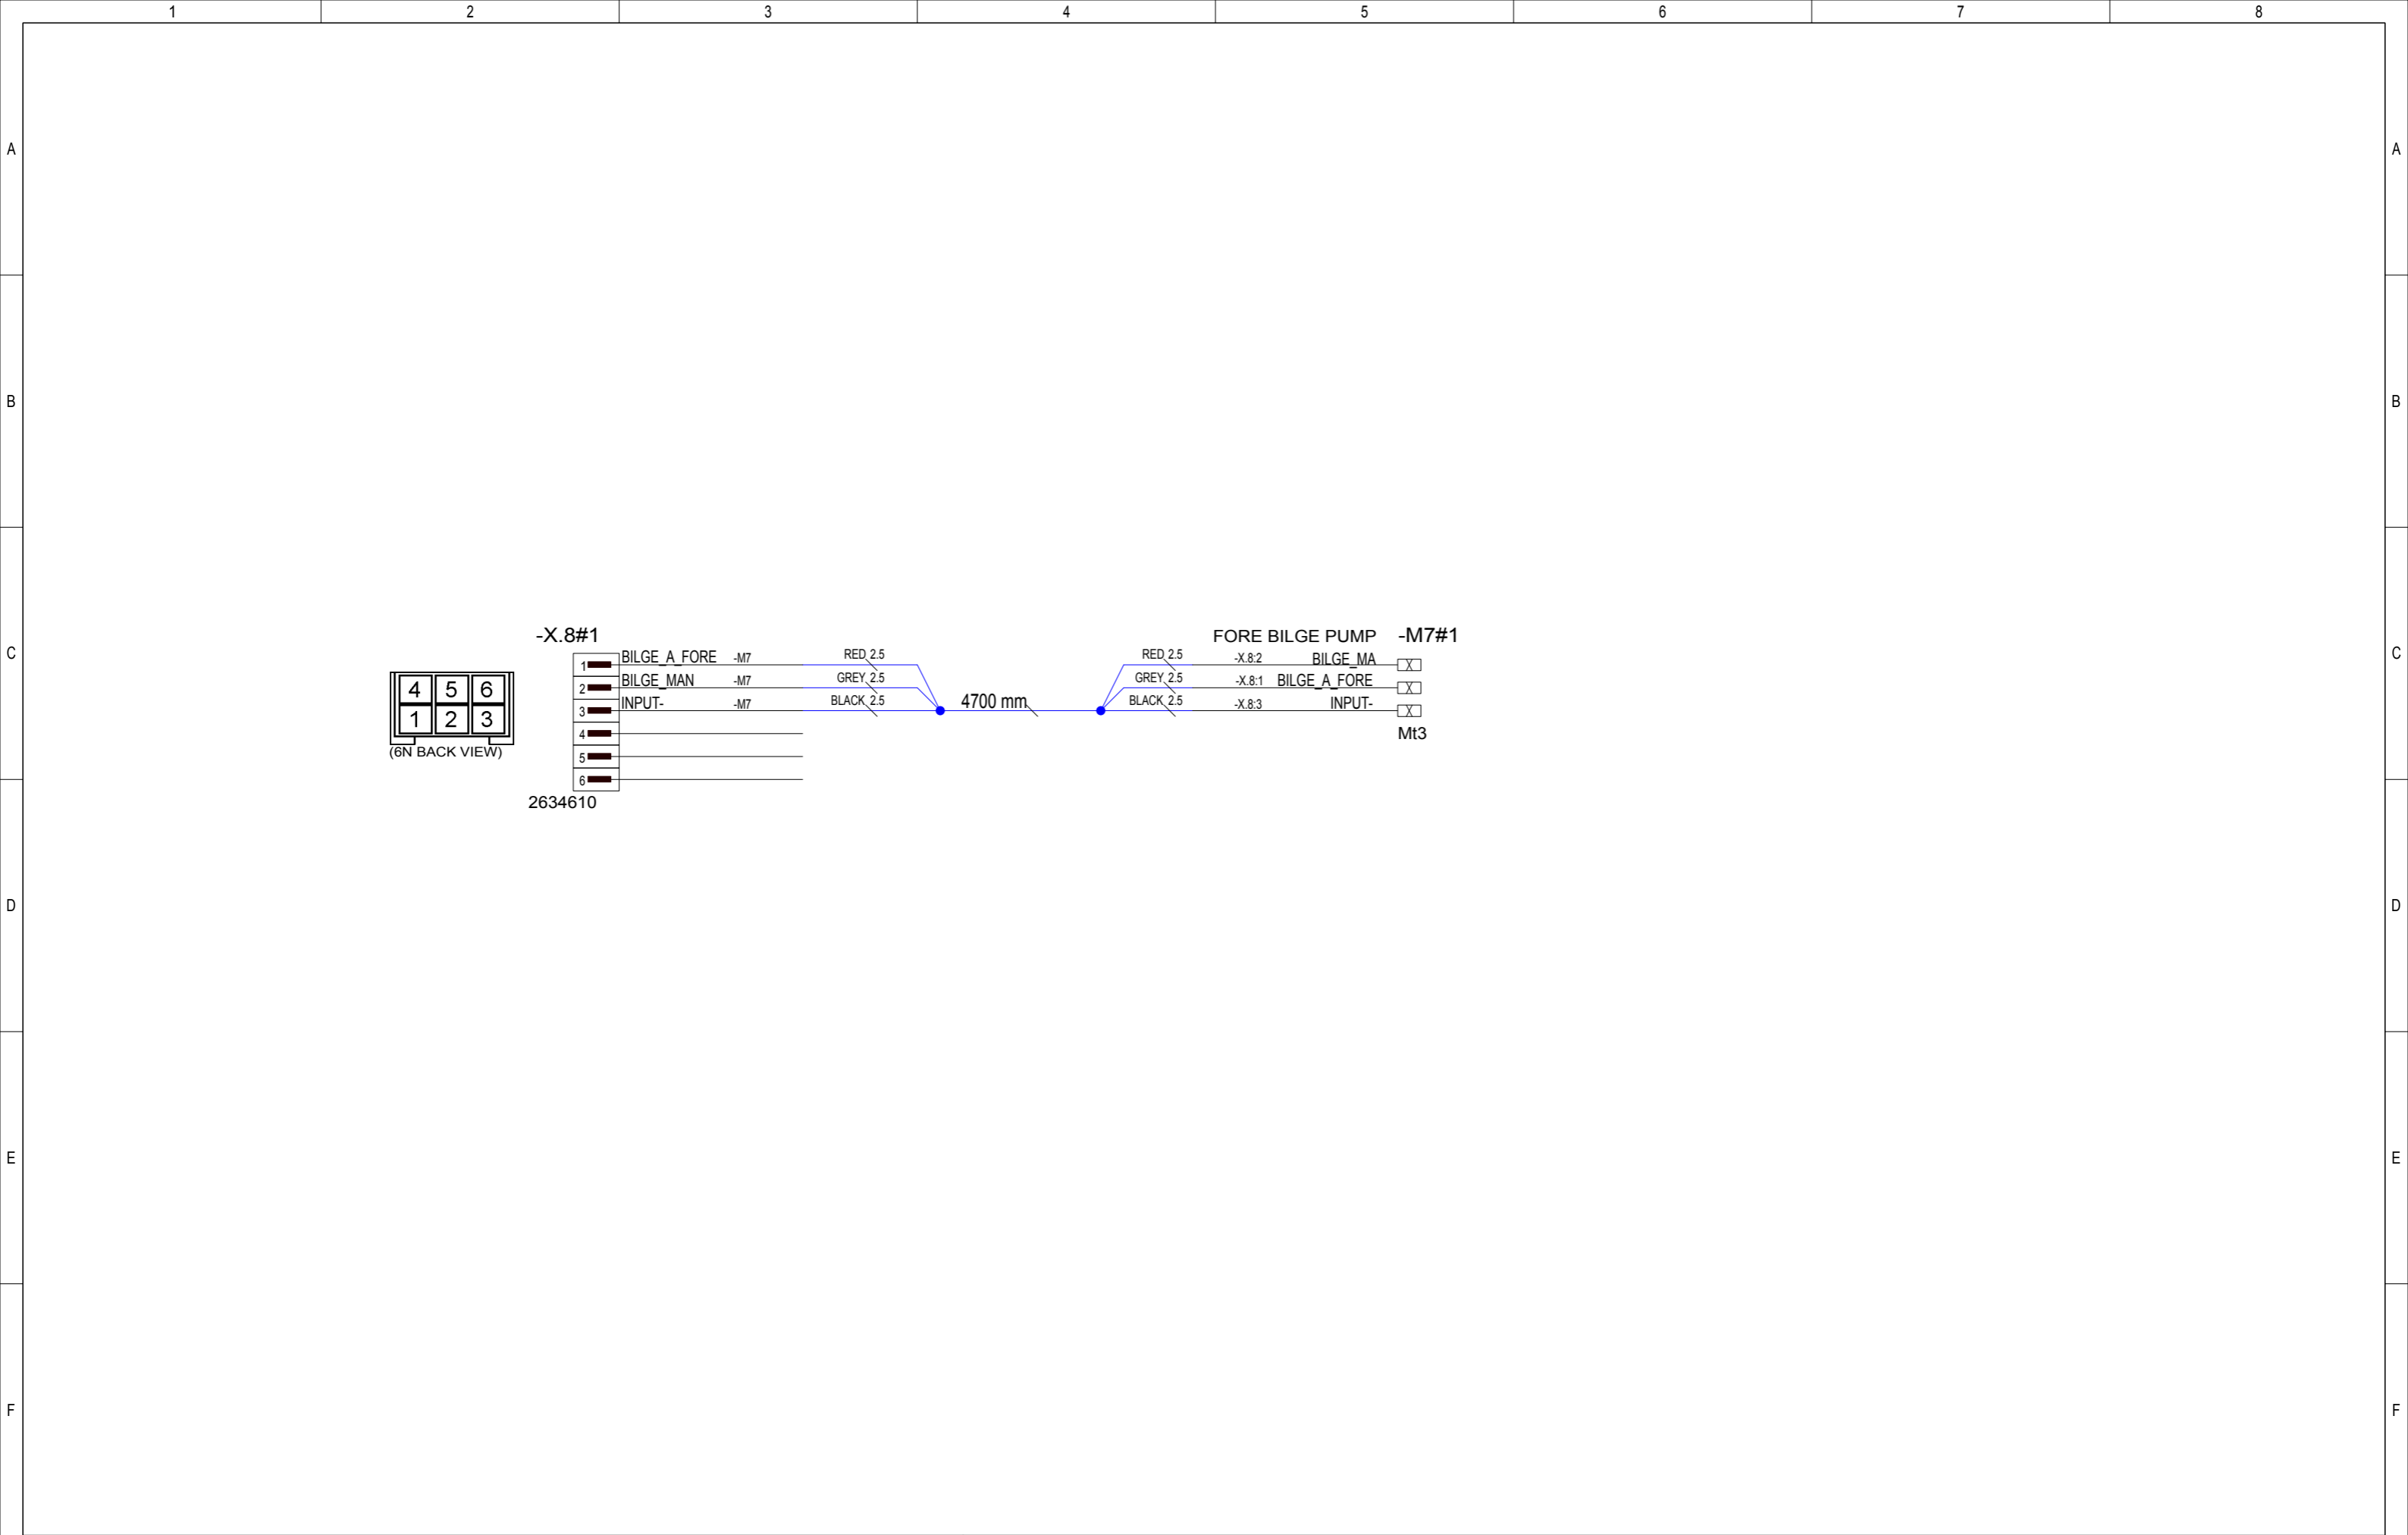 1 2 3 4 5 6 7 8
A A
B B
C C
-X.8#1
FORE BILGE PUMP -M7#1
1 BILGE_A_FORE -M7 RED 2.5
2 BILGE_MAN -M7 GREY 2.5
3 INPUT- -M7 BLACK 2.5
4
5
6
2634610
4 5 6
1 2 3
(6N BACK VIEW)
4700 mm
RED 2.5 -X.8:2 BILGE_MA X
GREY 2.5 -X.8:1 BILGE_A_FORE X
BLACK 2.5 -X.8:3 INPUT- X
Mt3
D D
E E
F F